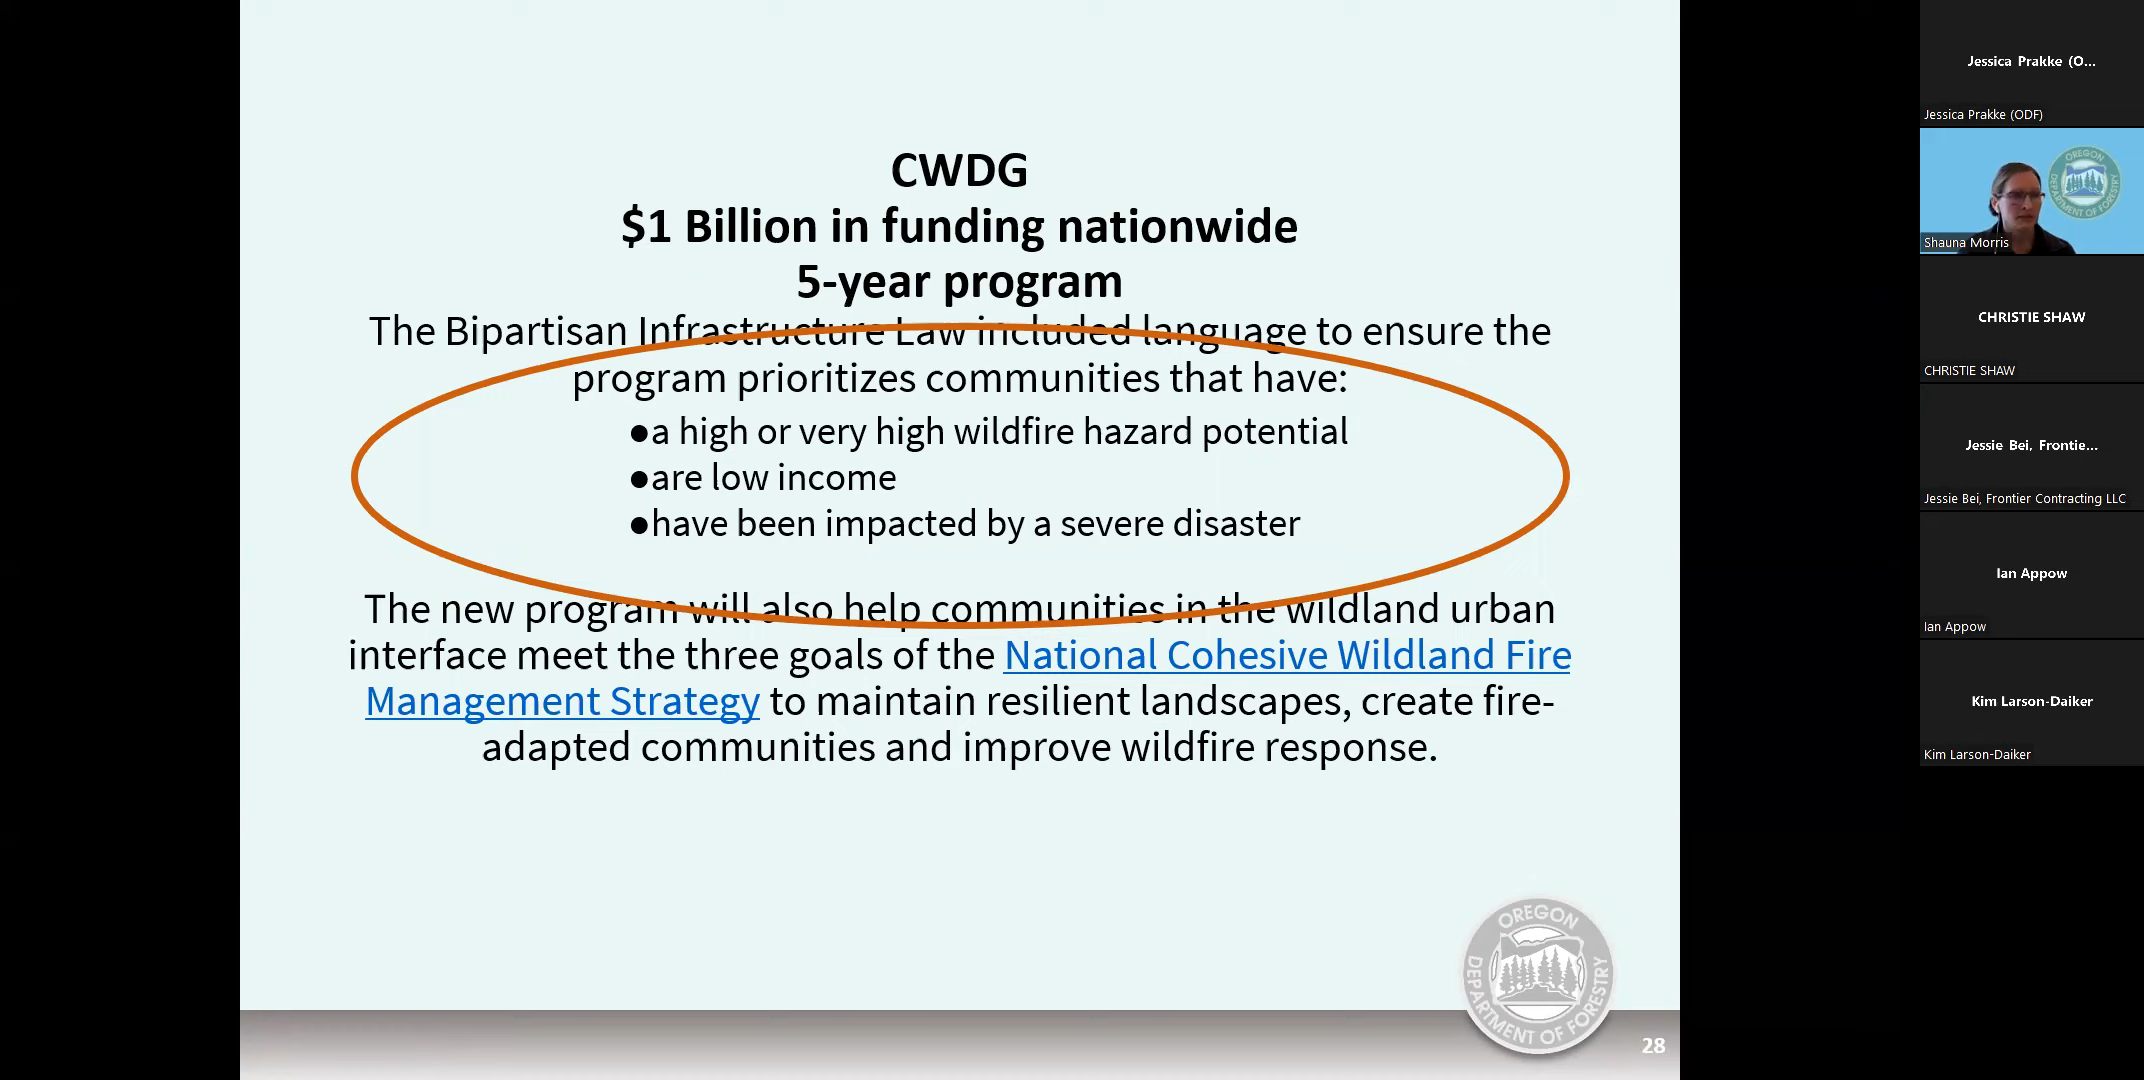 CWDG
$1 Billion in funding nationwide
5-year program
The Bipartisan Infrastructure Law included language to ensure the
program prioritizes communities that have:
●a high or very high wildfire hazard potential
●are low income
●have been impacted by a severe disaster
The new program will also help communities in the wildland urban
interface meet the three goals of the National Cohesive Wildland Fire
Management Strategy to maintain resilient landscapes, create fire-
adapted communities and improve wildfire response.
OREGON
DEPARTMENT OF FORESTRY
28
Jessica Prakke (O...
Jessica Prakke (ODF)
OREGON
DEPARTMENT OF FORESTRY
Shauna Morris
CHRISTIE SHAW
CHRISTIE SHAW
Jessie Bei, Frontie...
Jessie Bei, Frontier Contracting LLC
Ian Appow
Ian Appow
Kim Larson-Daiker
Kim Larson-Daiker